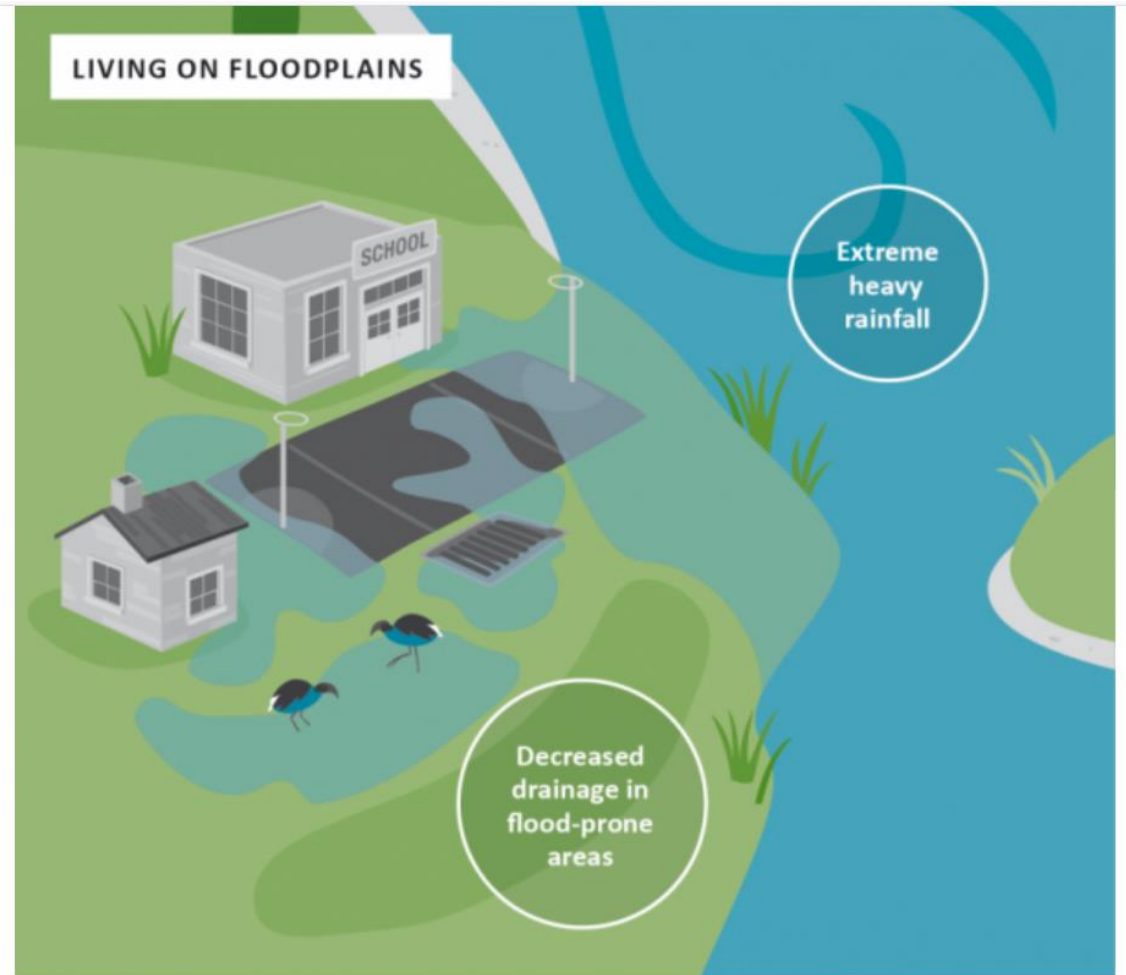 LIVING ON FLOODPLAINS
SCHOOL
Extreme
heavy
rainfall
Decreased
drainage in
flood-prone
areas